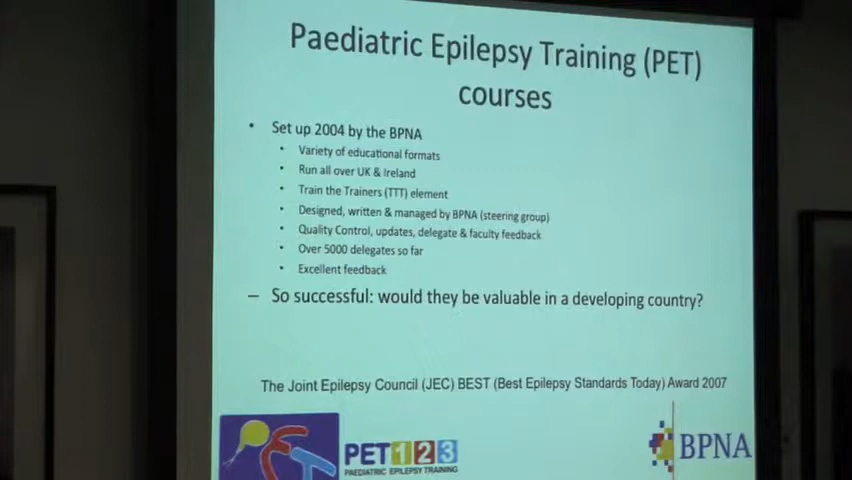 Paediatric Epilepsy Training (PET)
courses
• Set up 2004 by the BPNA
• Variety of educational formats
• Run all over UK & Ireland
• Train the Trainers (TTT) element
• Designed, written & managed by BPNA (steering group)
• Quality Control, updates, delegate & faculty feedback
• Over 5000 delegates so far
• Excellent feedback
– So successful: would they be valuable in a developing country?
The Joint Epilepsy Council (JEC) BEST (Best Epilepsy Standards Today) Award 2007
PET
PET123
PAEDIATRIC EPILEPSY TRAINING
BPNA